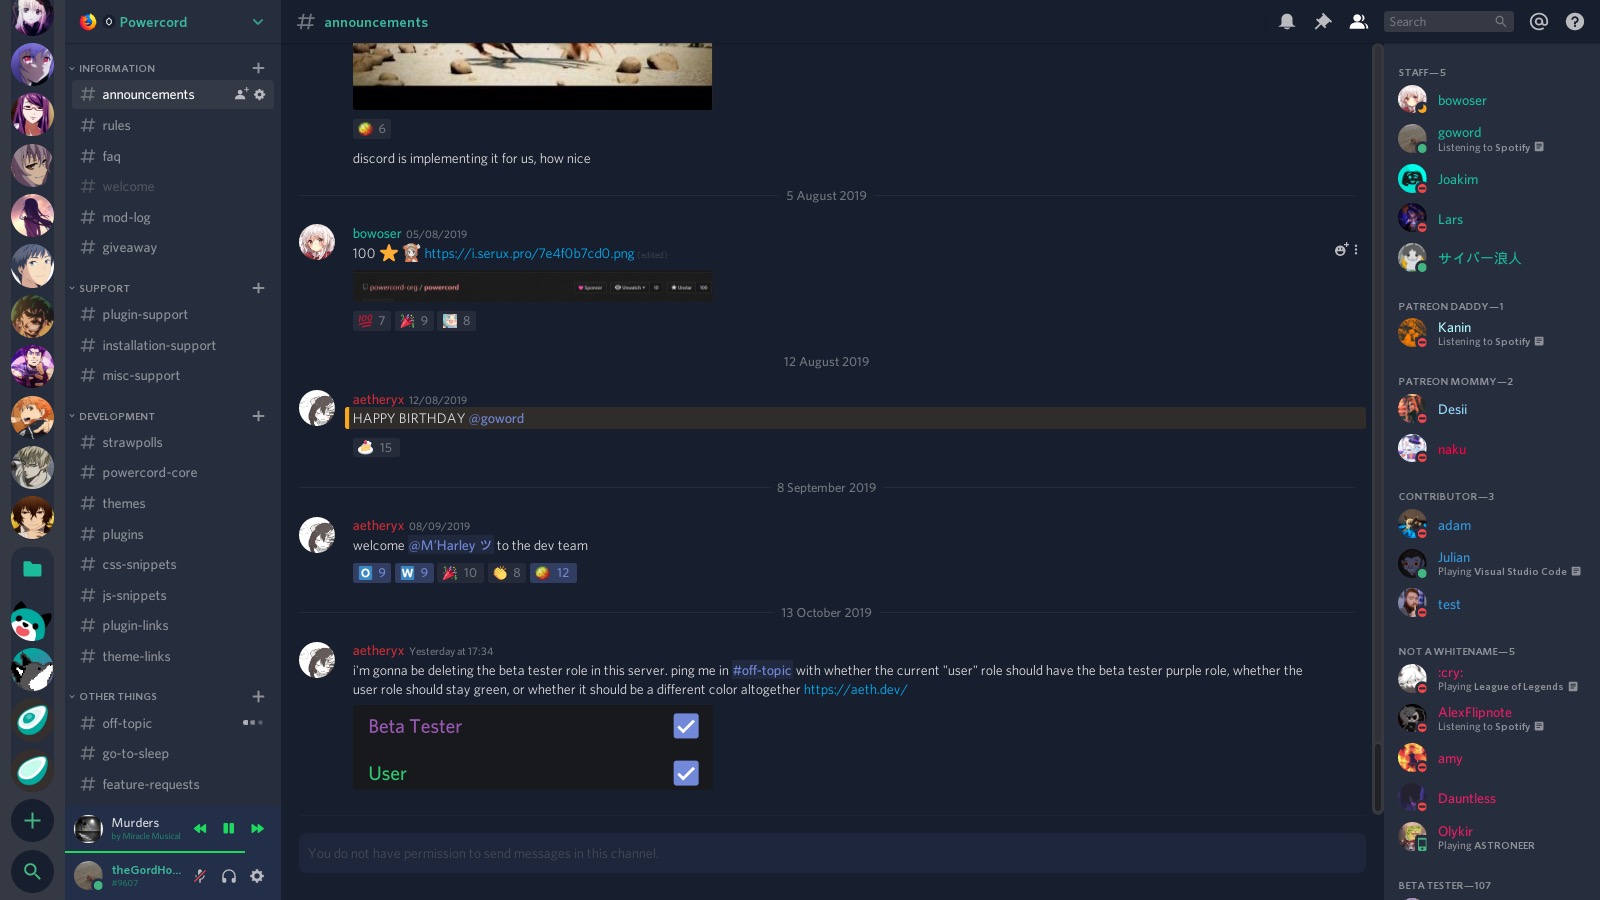 Powercord
INFORMATION
announcements
rules
faq
welcome
mod-log
giveaway
SUPPORT
plugin-support
installation-support
misc-support
DEVELOPMENT
strawpolls
powercord-core
themes
plugins
css-snippets
js-snippets
plugin-links
theme-links
OTHER THINGS
off-topic
go-to-sleep
feature-requests
Murders
by Miracle Musical
theGordHo...
#9607
# announcements
Search
6
discord is implementing it for us, how nice
5 August 2019
bowoser 05/08/2019
100 https://i.serux.pro/7e4f0b7cd0.png (edited)
powercord-org / powercord Sponsor Unwatch 10 Unstar 100
7 9 8
12 August 2019
aetheryx 12/08/2019
HAPPY BIRTHDAY @goword
15
8 September 2019
aetheryx 08/09/2019
welcome @M'Harley ツ to the dev team
O 9 W 9 10 8 12
13 October 2019
aetheryx Yesterday at 17:34
i'm gonna be deleting the beta tester role in this server. ping me in #off-topic with whether the current "user" role should have the beta tester purple role, whether the
user role should stay green, or whether it should be a different color altogether https://aeth.dev/
Beta Tester
User
You do not have permission to send messages in this channel.
STAFF—5
bowoser
goword
Listening to Spotify
Joakim
Lars
サイバー浪人
PATREON DADDY—1
Kanin
Listening to Spotify
PATREON MOMMY—2
Desii
naku
CONTRIBUTOR—3
adam
Julian
Playing Visual Studio Code
test
NOT A WHITENAME—5
:cry:
Playing League of Legends
AlexFlipnote
Listening to Spotify
amy
Dauntless
Olykir
Playing ASTRONEER
BETA TESTER—107